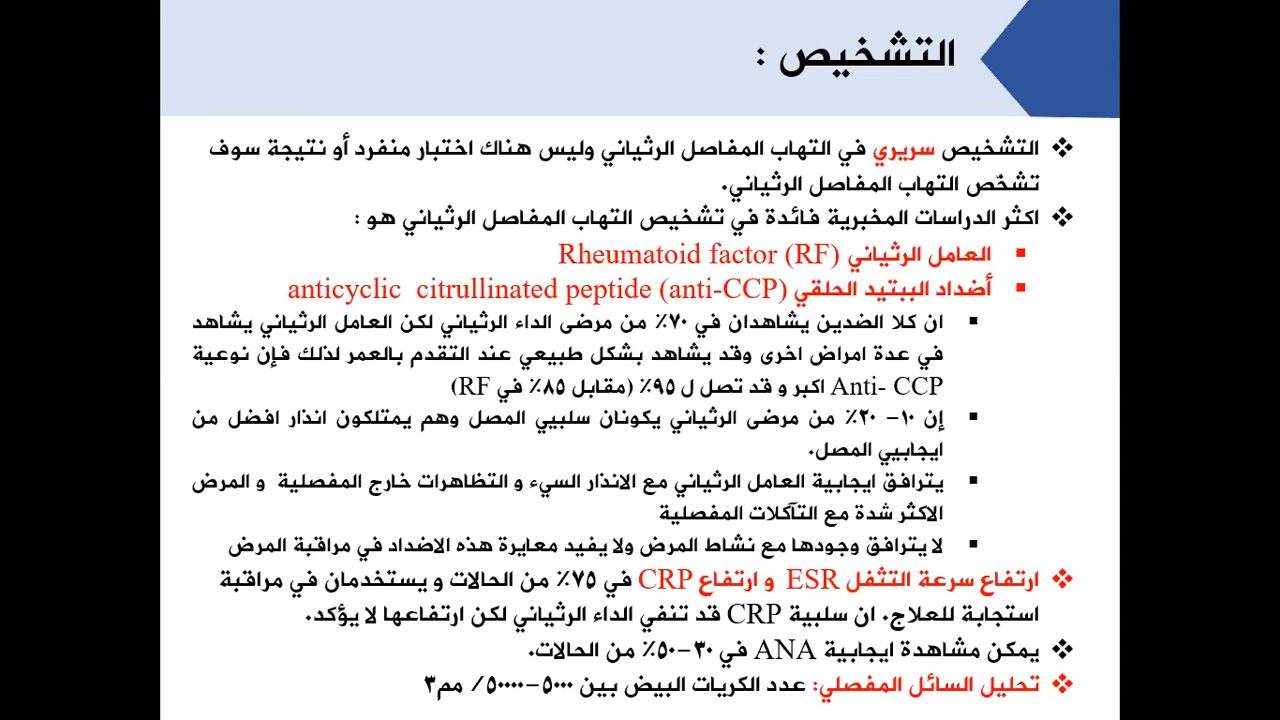 التشخيص :
❖ التشخيص سريري في التهاب المفاصل الرثياني وليس هناك اختبار منفرد أو نتيجة سوف
تشخّص التهاب المفاصل الرثياني.
❖ اكثر الدراسات المخبرية فائدة في تشخيص التهاب المفاصل الرثياني هو :
▪ العامل الرثياني Rheumatoid factor (RF)
▪ أضداد الببتيد الحلقي anticyclic citrullinated peptide (anti-CCP)
▪ ان كلا الضدين يشاهدان في ٧٠٪ من مرضى الداء الرثياني لكن العامل الرثياني يشاهد
في عدة امراض اخرى وقد يشاهد بشكل طبيعي عند التقدم بالعمر لذلك فإن نوعية
Anti- CCP اكبر و قد تصل ل ٩٥٪ (مقابل ٨٥٪ في RF)
▪ إن ١٠– ٢٠٪ من مرضى الرثياني يكونان سلبيي المصل وهم يمتلكون انذار افضل من
ايجابيي المصل.
▪ يترافق ايجابية العامل الرثياني مع الانذار السيء و التظاهرات خارج المفصلية و المرض
الاكثر شدة مع التآكلات المفصلية
▪ لا يترافق وجودها مع نشاط المرض ولا يفيد معايرة هذه الاضداد في مراقبة المرض
❖ ارتفاع سرعة التثفل ESR و ارتفاع CRP في ٧٥٪ من الحالات و يستخدمان في مراقبة
استجابة للعلاج. ان سلبية CRP قد تنفي الداء الرثياني لكن ارتفاعها لا يؤكد.
❖ يمكن مشاهدة ايجابية ANA في ٣٠–٥٠٪ من الحالات.
❖ تحليل السائل المفصلي: عدد الكريات البيض بين ٥٠٠٠–٥٠٠٠٠/ مم٣